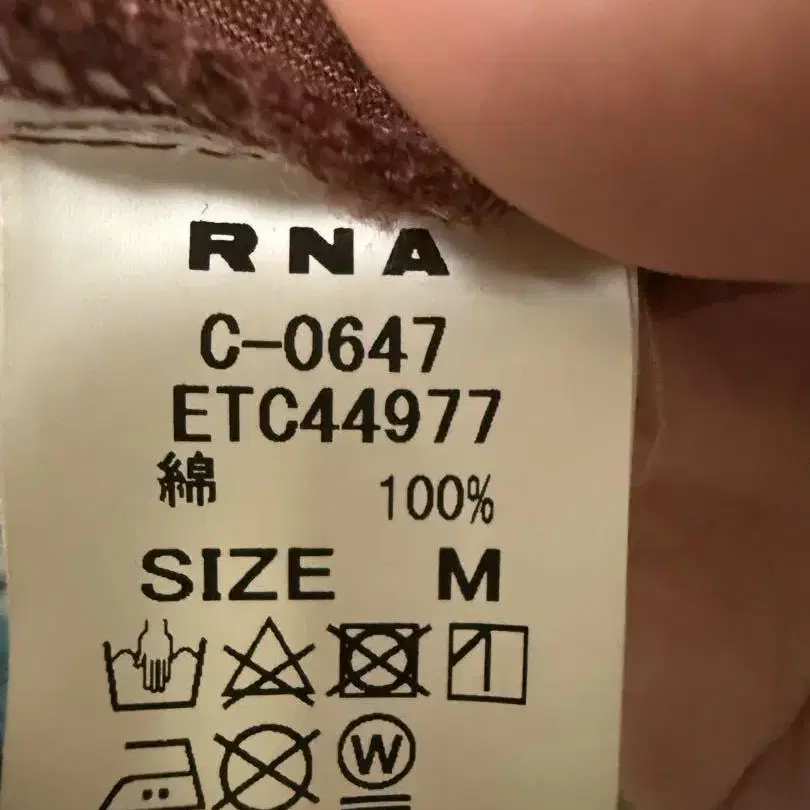 RNA
C-0647
ETC44977
綿 100%
SIZE M
W